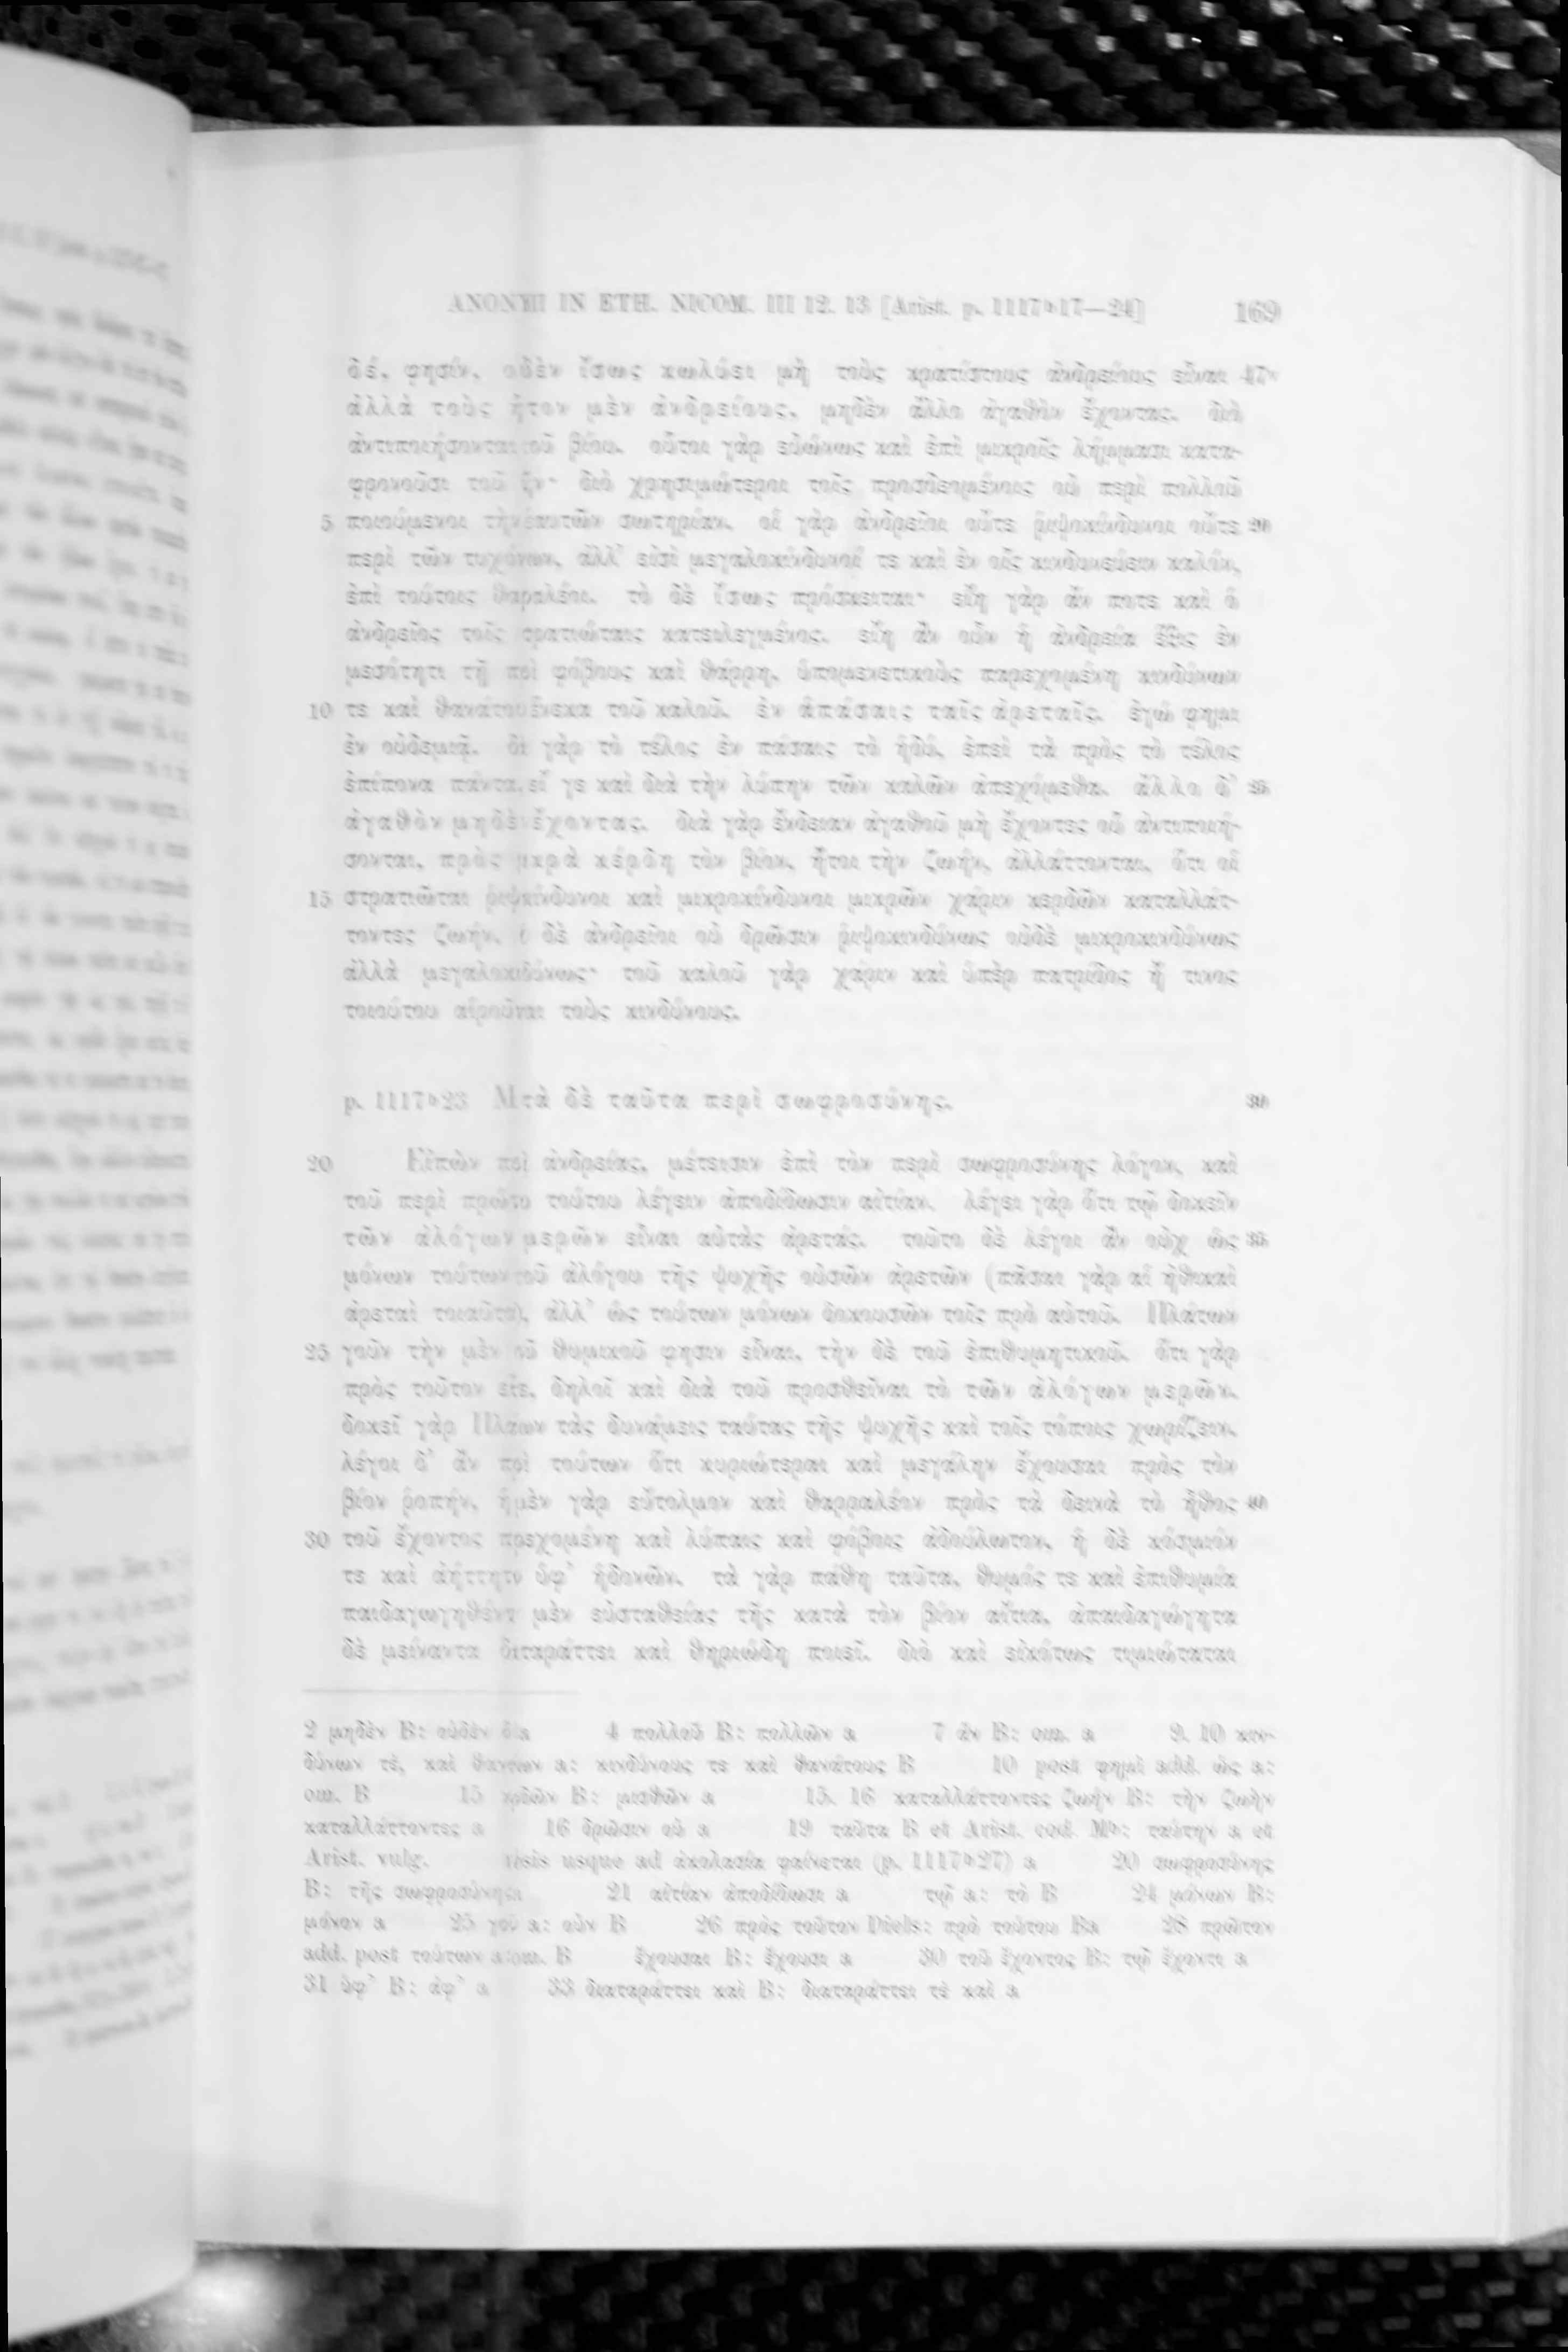 ANONYMI IN ETH. NICOM. III 12. 13 [Arist. p. 1117b17—24] 169
δέ, φησίν, οὐδὲν ἴσως κωλύει μὴ τοὺς κρατίστους ἀνδρείους εἶναι 47v
ἀλλὰ τοὺς ἧττον μὲν ἀνδρείους, μηδὲν ἄλλο ἀγαθὸν ἔχοντας. διὸ
ἀντιποιήσονται τοῦ βίου. οὗτοι γὰρ εὐώνως καὶ ἐπὶ μικροῖς λήμμασι κατα-
φρονοῦσι τοῦ ζῆν· διὸ χρησιμώτεροι τοῖς προσδεομένοις οὐ περὶ πολλοῦ
5 ποιούμενοι τὴν ἑαυτῶν σωτηρίαν. οἱ γὰρ ἀνδρεῖοι οὔτε ῥιψοκίνδυνοι οὔτε 20
περὶ τῶν τυχόντων, ἀλλ' εἰσὶ μεγαλοκίνδυνοί τε καὶ ἐν οἷς κινδυνεύειν καλόν,
ἐπὶ τούτοις θαρραλέοι. τὸ δὲ ἴσως πρόσκειται· εἴη γὰρ ἄν ποτε καὶ ὁ
ἀνδρεῖος τοῖς στρατιώταις κατειλεγμένος. εἴη ἂν οὖν ἡ ἀνδρεία ἕξις ἐν
μεσότητι τῇ περὶ φόβους καὶ θάρρη, ὑπομενετικοὺς παρεχομένη κινδύνων
10 τε καὶ θανάτου ἕνεκα τοῦ καλοῦ. ἐν ἁπάσαις ταῖς ἀρεταῖς. ἐγώ φημι
ἐν οὐδεμιᾷ. γὰρ τὸ τέλος ἐν πάσαις τὸ ἡδύ, ἐπεὶ τὰ πρὸς τὸ τέλος
ἐπίπονα πάντα, εἴ γε καὶ διὰ τὴν λύπην τῶν καλῶν ἀπεχόμεθα. ἄλλο δ' 25
ἀγαθὸν μηδὲν ἔχοντας. διὰ γὰρ ἔνδειαν ἀγαθοῦ μὴ ἔχοντες οὗ ἀντιποιή-
σονται, πρὸς μικρὰ κέρδη τὸν βίον, ἤτοι τὴν ζωήν, ἀλλάττονται, ὅτι οἱ
15 στρατιῶται ῥιψοκίνδυνοι καὶ μικροκίνδυνοι μικρῶν χάριν κερδῶν καταλλάτ-
τοντες ζωήν. οἱ δὲ ἀνδρεῖοι οὐ δρῶσιν ῥιψοκινδύνως οὐδὲ μικροκινδύνως
ἀλλὰ μεγαλοκινδύνως· τοῦ καλοῦ γὰρ χάριν καὶ ὑπὲρ πατρίδος ἤ τινος
τοιούτου αἱροῦνται τοὺς κινδύνους.
p. 1117b23 Μετὰ δὲ ταῦτα περὶ σωφροσύνης. 30
20 Εἰπὼν περὶ ἀνδρείας, μέτεισιν ἐπὶ τὸν περὶ σωφροσύνης λόγον, καὶ
τοῦ περὶ πρώτου τούτου λέγειν ἀποδίδωσιν αἰτίαν. λέγει γὰρ ὅτι τῷ δοκεῖν
τῶν ἀλόγων μερῶν εἶναι αὐτὰς ἀρετάς. τοῦτο δὲ λέγοι ἂν οὐχ ὡς 35
μόνων τούτων τοῦ ἀλόγου τῆς ψυχῆς οὐσῶν ἀρετῶν (πᾶσαι γὰρ αἱ ἠθικαὶ
ἀρεταὶ τοιαῦται), ἀλλ' ὡς τούτων μόνων δοκουσῶν τοῖς πρὸ αὐτοῦ. Πλάτων
25 γοῦν τὴν μὲν τοῦ θυμικοῦ φησιν εἶναι, τὴν δὲ τοῦ ἐπιθυμητικοῦ. ὅτι γὰρ
πρὸς τοῦτον εἶπε, δηλοῖ καὶ διὰ τοῦ προσθεῖναι τὸ τῶν ἀλόγων μερῶν.
δοκεῖ γὰρ Πλάτων τὰς δυνάμεις ταύτας τῆς ψυχῆς καὶ τοῖς τόποις χωρίζειν.
λέγοι δ' ἂν περὶ τούτων ὅτι κυριώτεραι καὶ μεγάλην ἔχουσαι πρὸς τὸν
βίον ῥοπήν, ἡ μὲν γὰρ εὔτολμον καὶ θαρραλέον πρὸς τὰ δεινὰ τὸ ἦθος 40
30 τοῦ ἔχοντος παρεχομένη καὶ λύπαις καὶ φόβοις ἀδούλωτον, ἡ δὲ κόσμιόν
τε καὶ ἀήττητον ὑφ' ἡδονῶν. τὰ γὰρ πάθη ταῦτα, θυμός τε καὶ ἐπιθυμία
παιδαγωγηθέντα μὲν εὐσταθείας τῆς κατὰ τὸν βίον αἴτια, ἀπαιδαγώγητα
δὲ μείναντα διαταράττει καὶ θηριώδη ποιεῖ. διὸ καὶ εἰκότως τιμιώταται
2 μηδὲν B: οὐδὲν a 4 πολλοῦ B: πολλῶν a 7 ἂν B: om. a 9. 10 κιν-
δύνων τέ, καὶ θανάτων a: κινδύνους τε καὶ θανάτους B 10 post φημὶ add. ὡς a:
om. B 15 κερδῶν B: μισθῶν a 15. 16 καταλλάττοντες ζωὴν B: τὴν ζωὴν
καταλλάττοντες a 16 δρῶσιν οὐ a 19 ταῦτα B et Arist. cod. Mb: ταύτην a et
Arist. vulg. usque ad ἀκολασία φαίνεται (p. 1117b27) a 20 σωφροσύνης
B: τῆς σωφροσύνης a 21 αἰτίαν ἀποδίδωσι a τῷ a: τὸ B 24 μόνων B:
μόνον a 25 γοῦν a: οὖν B 26 πρὸς τοῦτον Diels: πρὸ τούτου Ba 28 πρῶτον
add. post τούτων a: om. B ἔχουσαι B: ἔχουσι a 30 τοῦ ἔχοντος B: τῷ ἔχοντι a
31 ὑφ' B: ἀφ' a 33 διαταράττει καὶ B: διαταράττει τὲ καὶ a